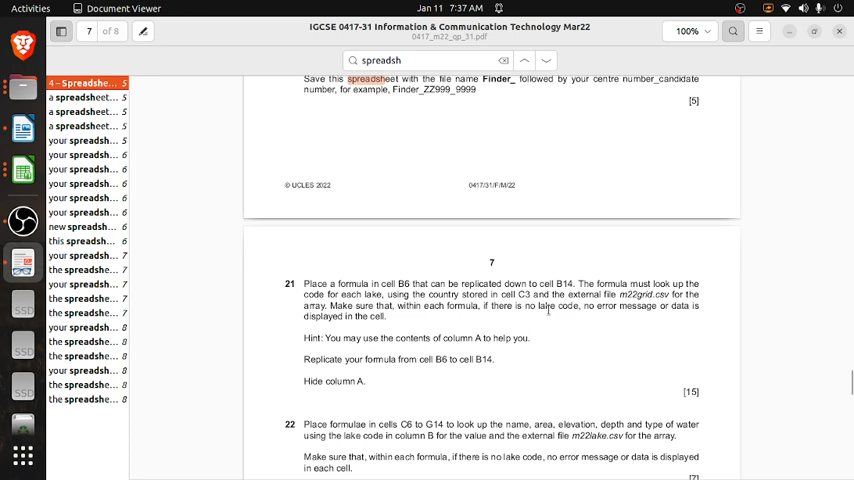 Activities
Document Viewer
Jan 11 7:37 AM
IGCSE 0417-31 Information & Communication Technology Mar22
0417_m22_qp_31.pdf
7 of 8
100%
spreadsh
4 – Spreadshe... 5
a spreadsheet... 5
a spreadsheet... 5
a spreadsheet... 5
your spreadsh... 5
your spreadsh... 6
your spreadsh... 6
your spreadsh... 6
your spreadsh... 6
your spreadsh... 6
new spreadsh... 6
this spreadsh... 6
your spreadsh... 7
the spreadshe... 7
your spreadsh... 7
the spreadshe... 7
your spreadsh... 8
the spreadshe... 8
the spreadshe... 8
your spreadsh... 8
the spreadshe... 8
the spreadshe... 8
Save this spreadsheet with the file name Finder_ followed by your centre number_candidate
number, for example, Finder_ZZ999_9999
[5]
© UCLES 2022
0417/31/F/M/22
7
21 Place a formula in cell B6 that can be replicated down to cell B14. The formula must look up the
code for each lake, using the country stored in cell C3 and the external file m22grid.csv for the
array. Make sure that, within each formula, if there is no lake code, no error message or data is
displayed in the cell.
Hint: You may use the contents of column A to help you.
Replicate your formula from cell B6 to cell B14.
Hide column A.
[15]
22 Place formulae in cells C6 to G14 to look up the name, area, elevation, depth and type of water
using the lake code in column B for the value and the external file m22lake.csv for the array.
Make sure that, within each formula, if there is no lake code, no error message or data is displayed
in each cell.
[7]
SSD
SSD
SSD